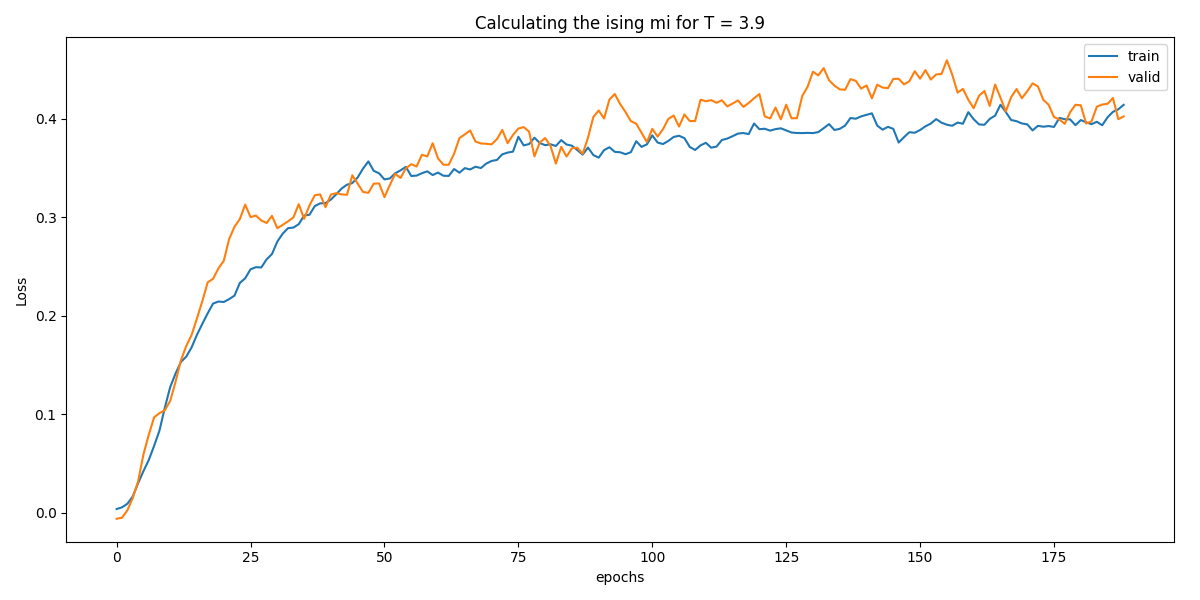 Calculating the ising mi for T = 3.9
train
valid
Loss
0.4
0.3
0.2
0.1
0.0
0 25 50 75 100 125 150 175
epochs